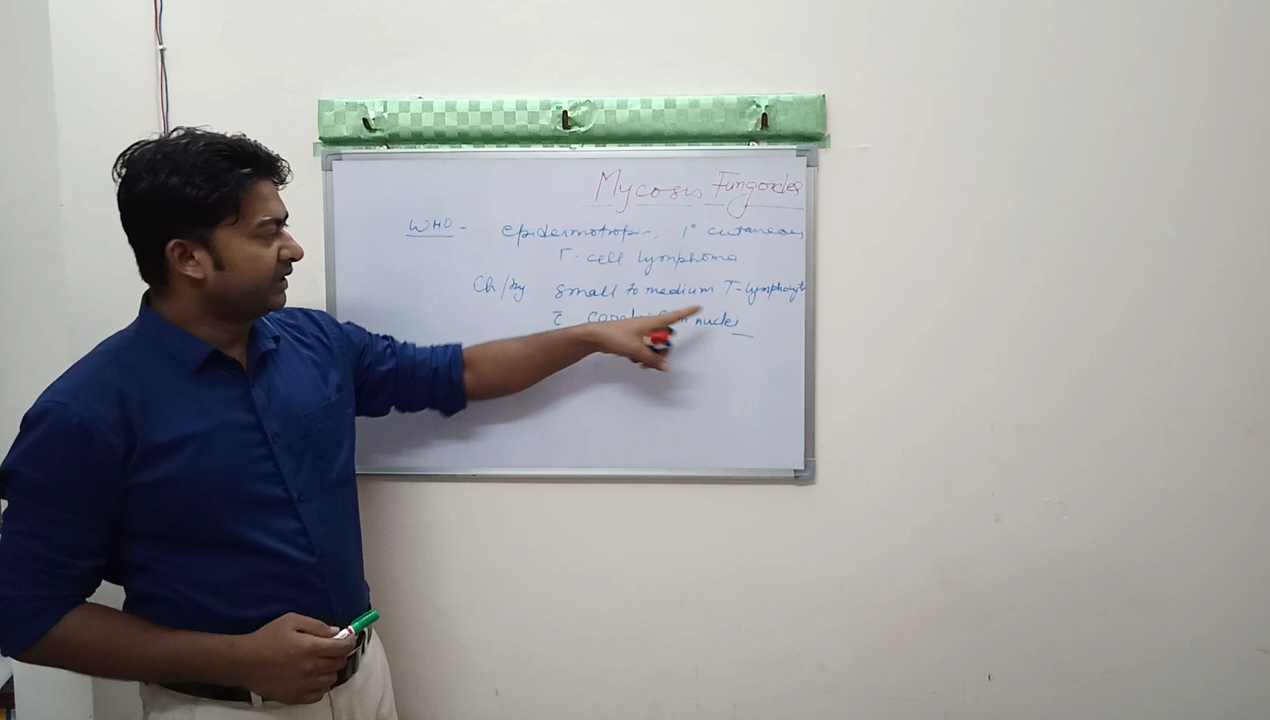 Mycosis Fungoides
WHO - epidermotropic, 1° cutaneous
T-cell lymphoma
Ch/by small to medium T-lymphocyte
c̄ nuclei